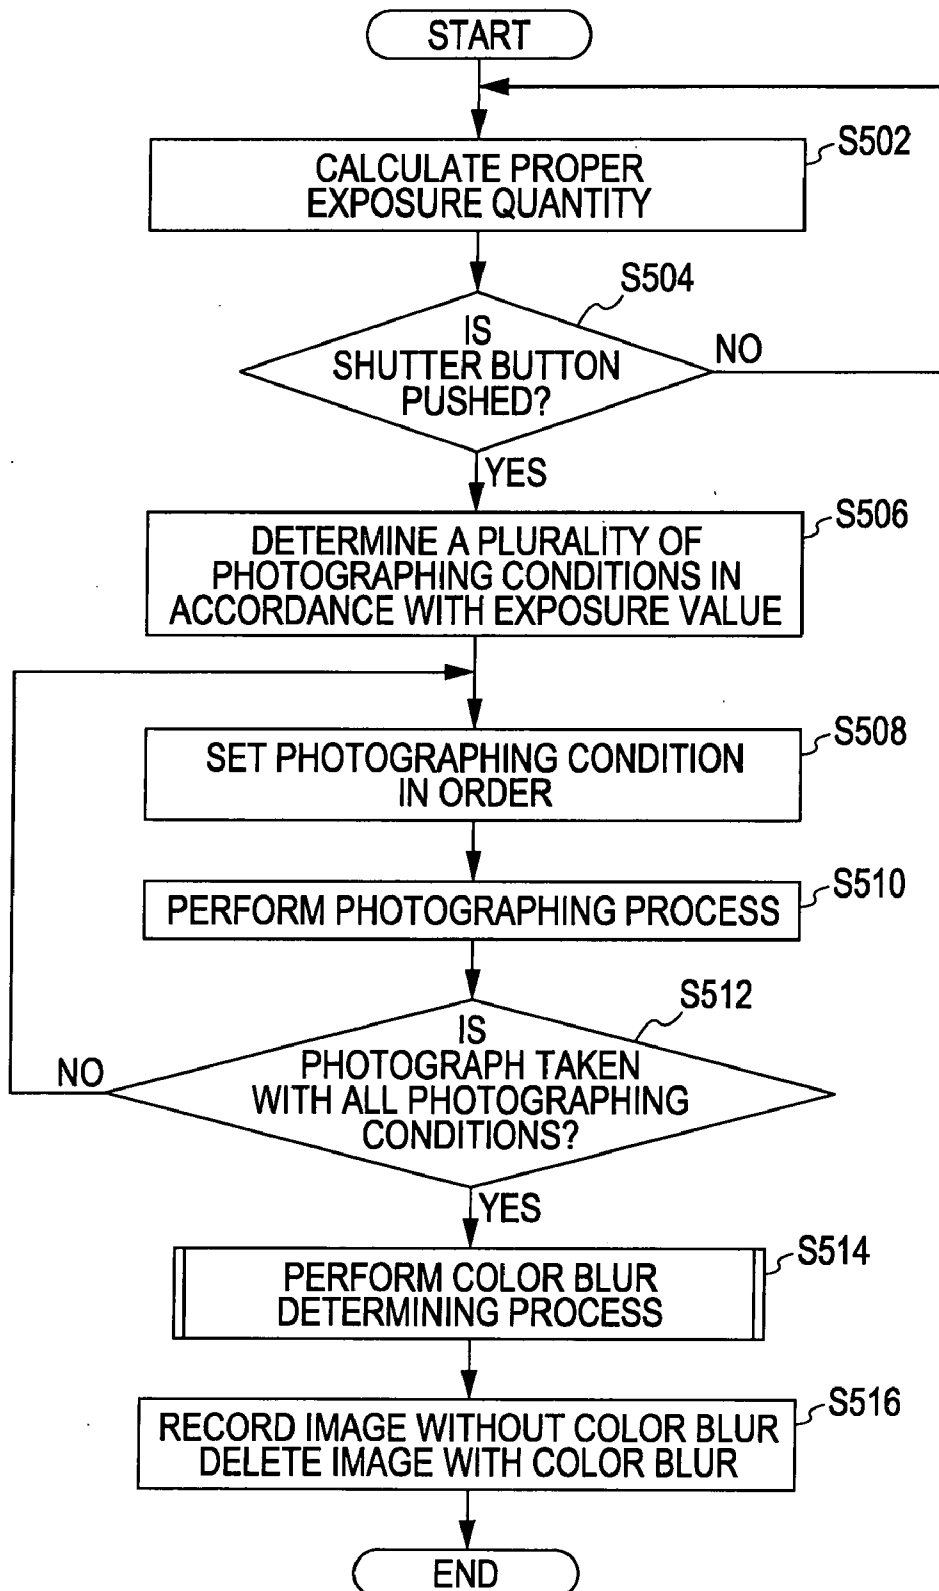 START
S502
CALCULATE PROPER
EXPOSURE QUANTITY
S504
IS
SHUTTER BUTTON
PUSHED?
NO
YES
S506
DETERMINE A PLURALITY OF
PHOTOGRAPHING CONDITIONS IN
ACCORDANCE WITH EXPOSURE VALUE
S508
SET PHOTOGRAPHING CONDITION
IN ORDER
S510
PERFORM PHOTOGRAPHING PROCESS
S512
IS
PHOTOGRAPH TAKEN
WITH ALL PHOTOGRAPHING
CONDITIONS?
NO
YES
S514
PERFORM COLOR BLUR
DETERMINING PROCESS
S516
RECORD IMAGE WITHOUT COLOR BLUR
DELETE IMAGE WITH COLOR BLUR
END